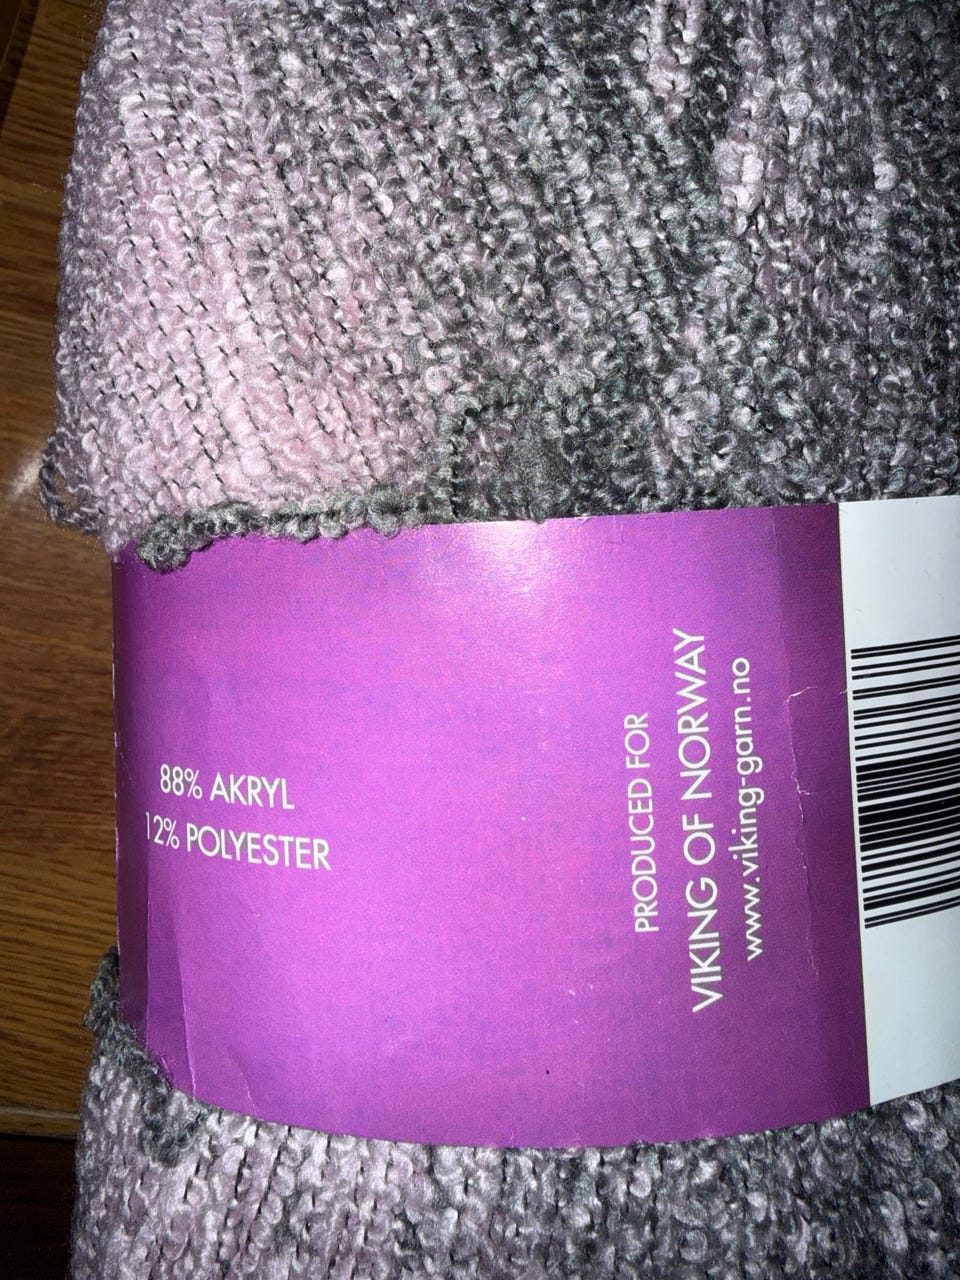 88% AKRYL
12% POLYESTER
PRODUCED FOR
VIKING OF NORWAY
www.viking-garn.no